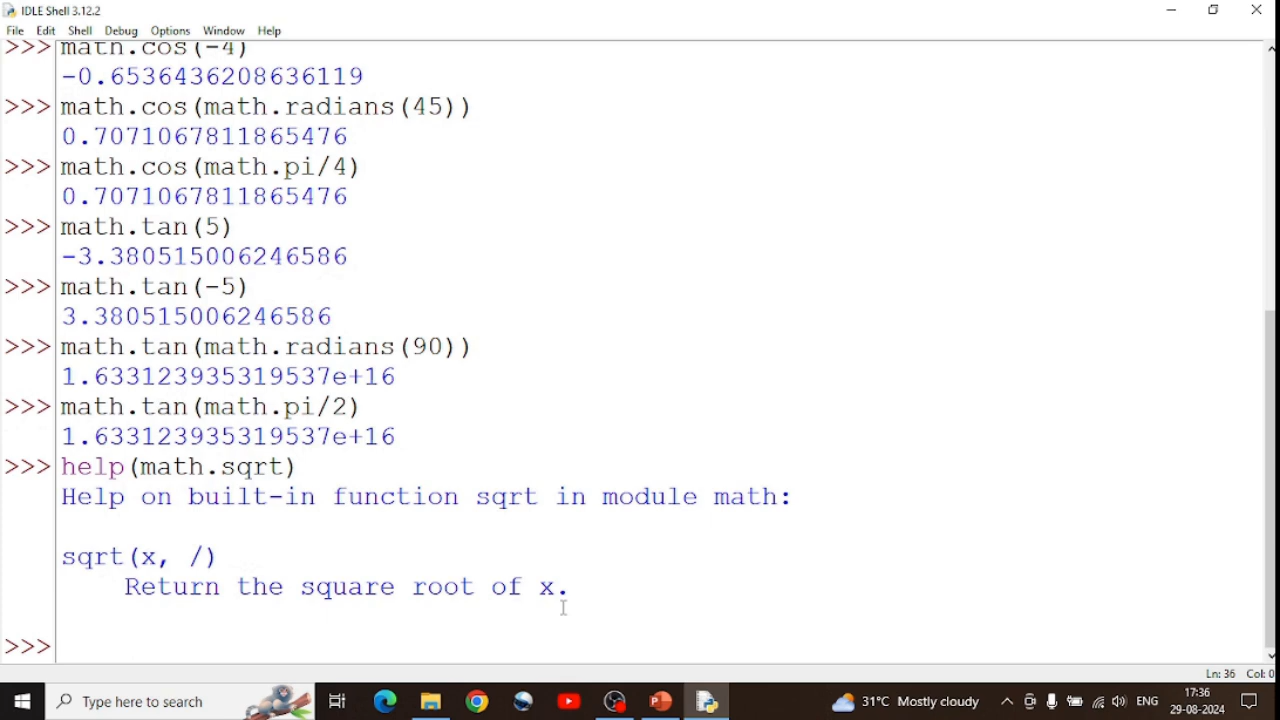 IDLE Shell 3.12.2
File Edit Shell Debug Options Window Help
>>> math.cos(-4)
-0.6536436208636119
>>> math.cos(math.radians(45))
0.7071067811865476
>>> math.cos(math.pi/4)
0.7071067811865476
>>> math.tan(5)
-3.380515006246586
>>> math.tan(-5)
3.380515006246586
>>> math.tan(math.radians(90))
1.633123935319537e+16
>>> math.tan(math.pi/2)
1.633123935319537e+16
>>> help(math.sqrt)
Help on built-in function sqrt in module math:
sqrt(x, /)
Return the square root of x.
>>>
Ln: 36 Col: 0
Type here to search 31°C Mostly cloudy ENG 17:36
29-08-2024